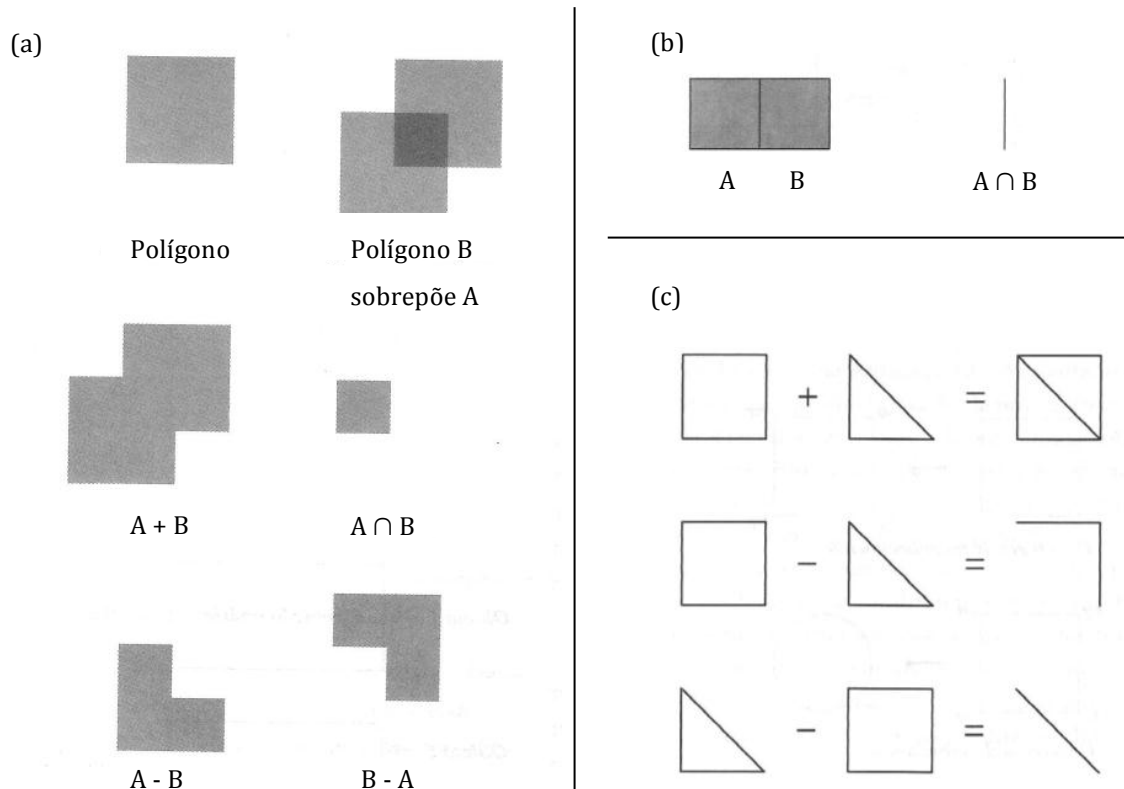 (a)
Polígono
Polígono B
sobrepõe A
A + B
A ∩ B
A - B
B - A
(b)
A B
A ∩ B
(c)
+ =
− =
− =